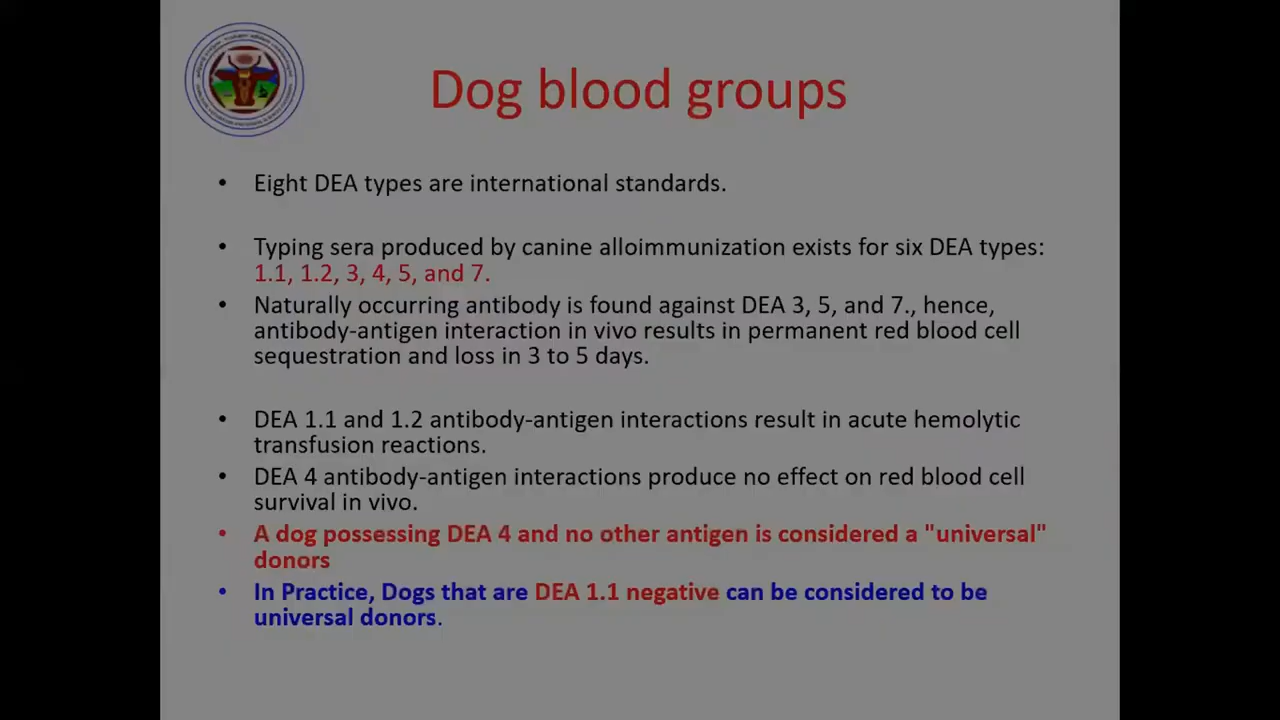 Dog blood groups
• Eight DEA types are international standards.
• Typing sera produced by canine alloimmunization exists for six DEA types:
1.1, 1.2, 3, 4, 5, and 7.
• Naturally occurring antibody is found against DEA 3, 5, and 7., hence,
antibody-antigen interaction in vivo results in permanent red blood cell
sequestration and loss in 3 to 5 days.
• DEA 1.1 and 1.2 antibody-antigen interactions result in acute hemolytic
transfusion reactions.
• DEA 4 antibody-antigen interactions produce no effect on red blood cell
survival in vivo.
• A dog possessing DEA 4 and no other antigen is considered a "universal"
donors
• In Practice, Dogs that are DEA 1.1 negative can be considered to be
universal donors.